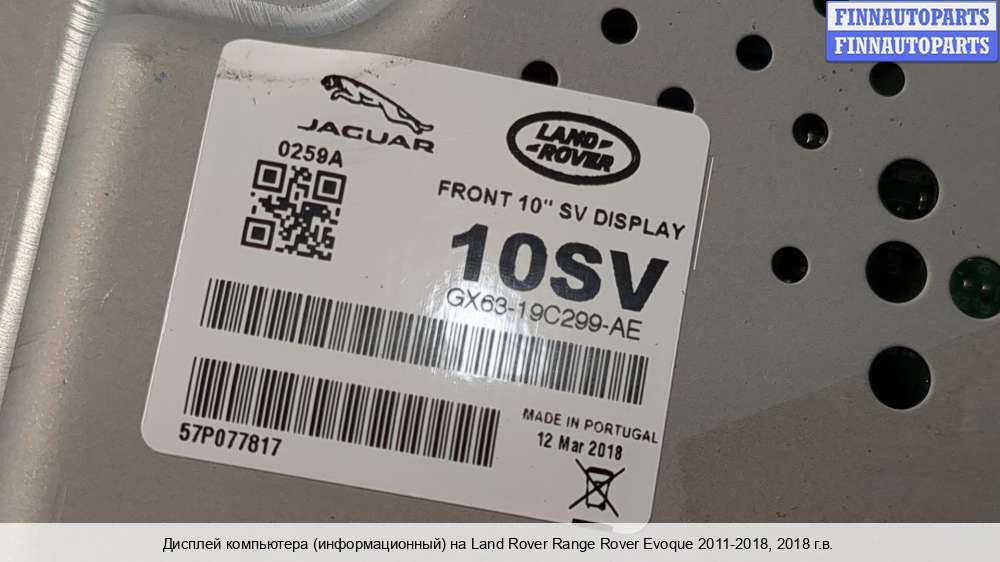 FINNAUTOPARTS
FINNAUTOPARTS
JAGUAR
LAND
ROVER
0259A
FRONT 10" SV DISPLAY
10SV
GX63-19C299-AE
MADE IN PORTUGAL
12 Mar 2018
57P077817
Дисплей компьютера (информационный) на Land Rover Range Rover Evoque 2011-2018, 2018 г.в.